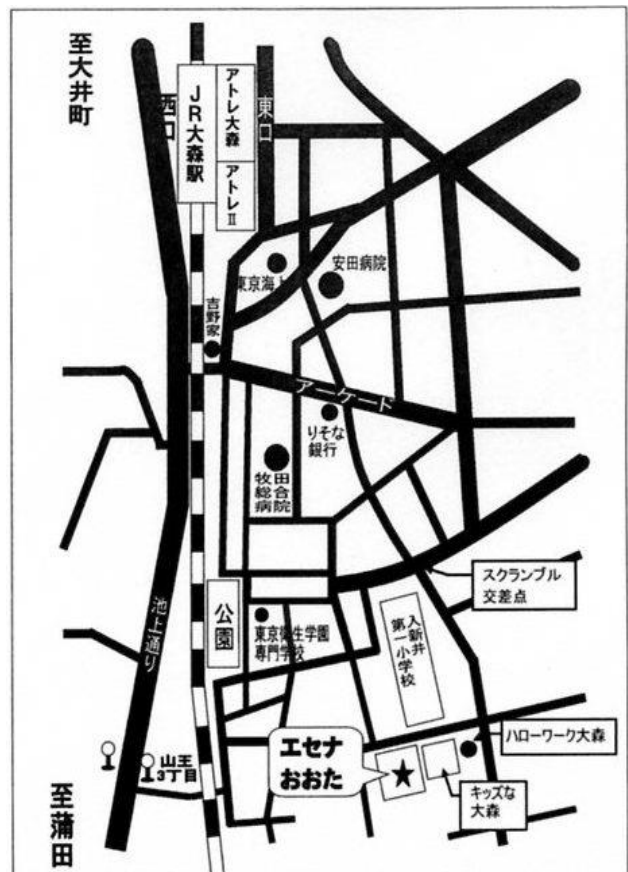 至大井町
西口
JR大森駅
アトレ大森
アトレⅡ
東口
東京海上
安田病院
吉野家
アーケード
りそな
銀行
牧田
総合
病院
スクランブル
交差点
池上通り
公園
東京衛生学園
専門学校
入新井
第一小学校
エセナ
おおた
ハローワーク大森
キッズな
大森
山王
3丁目
至蒲田